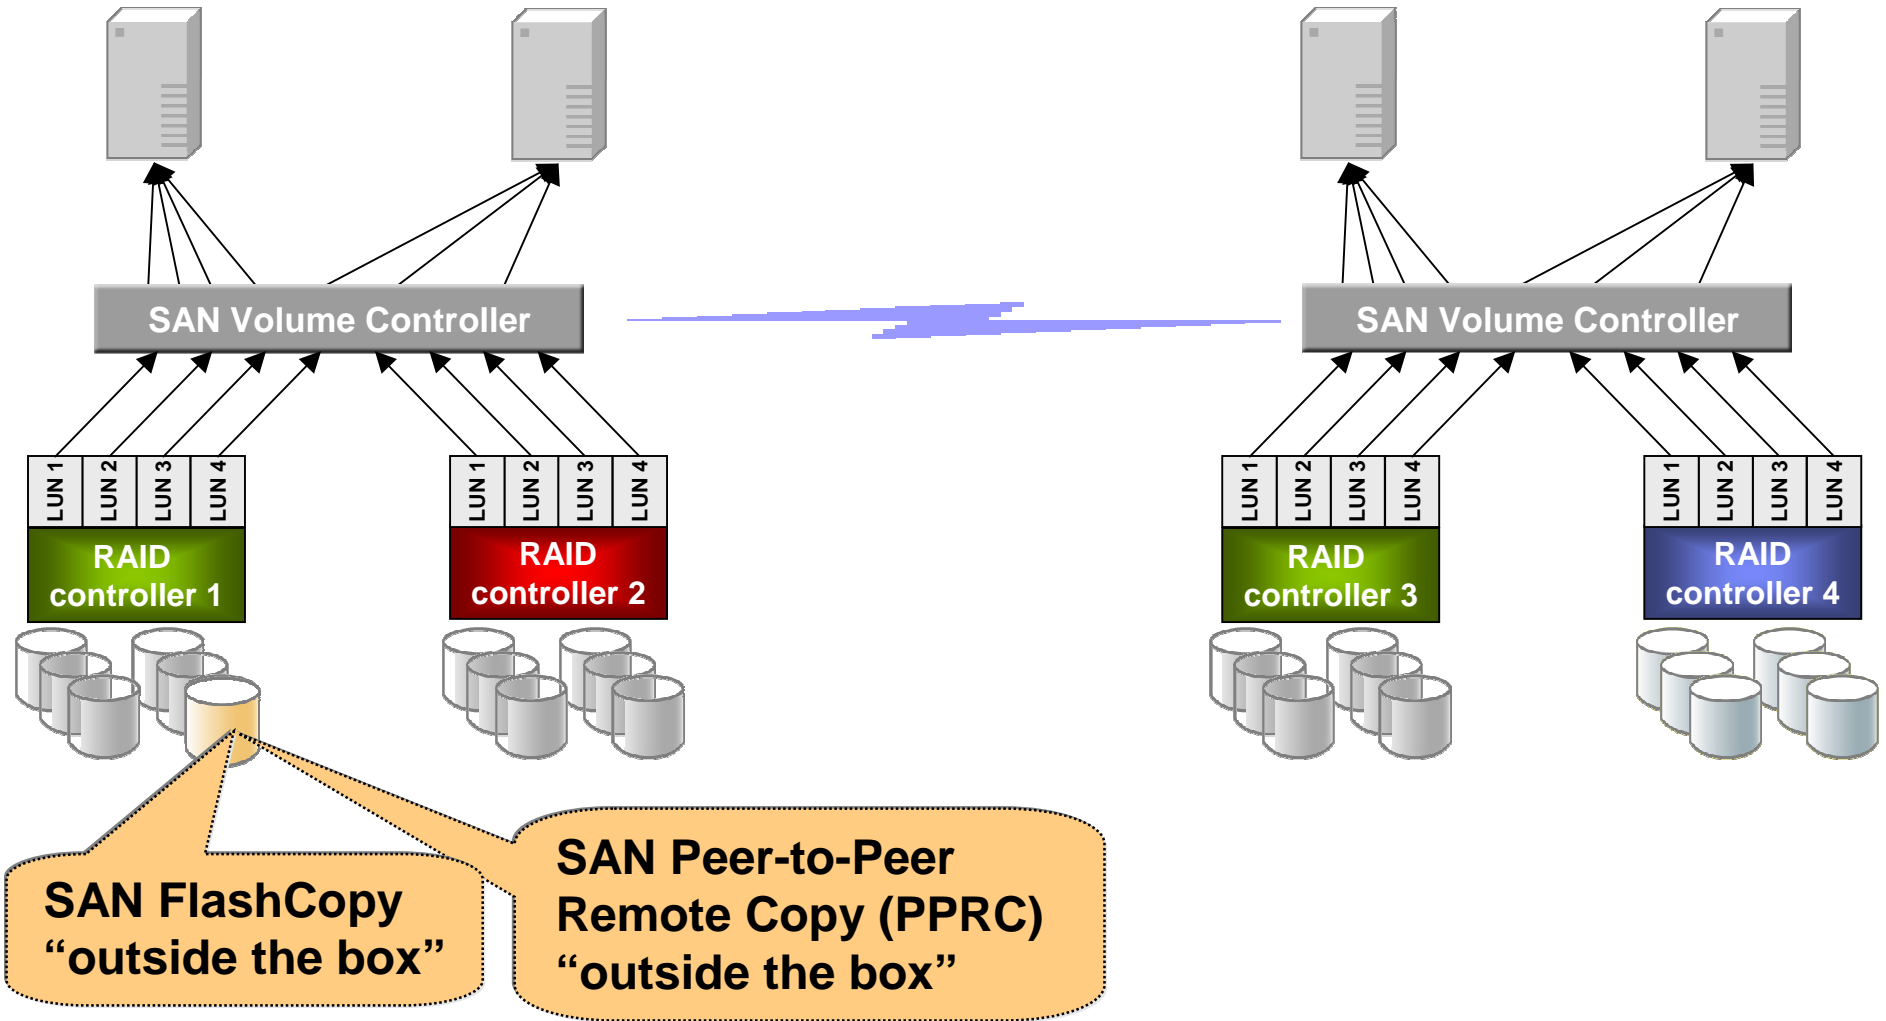 SAN Volume Controller
SAN Volume Controller
LUN 1
LUN 2
LUN 3
LUN 4
LUN 1
LUN 2
LUN 3
LUN 4
LUN 1
LUN 2
LUN 3
LUN 4
LUN 1
LUN 2
LUN 3
LUN 4
RAID
controller 1
RAID
controller 2
RAID
controller 3
RAID
controller 4
SAN FlashCopy
“outside the box”
SAN Peer-to-Peer
Remote Copy (PPRC)
“outside the box”